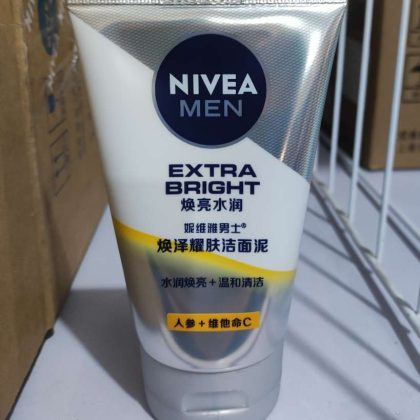 NIVEA
MEN
EXTRA
BRIGHT
焕亮水润
妮维雅男士®
焕泽耀肤洁面泥
水润焕亮+温和清洁
人参+维他命C